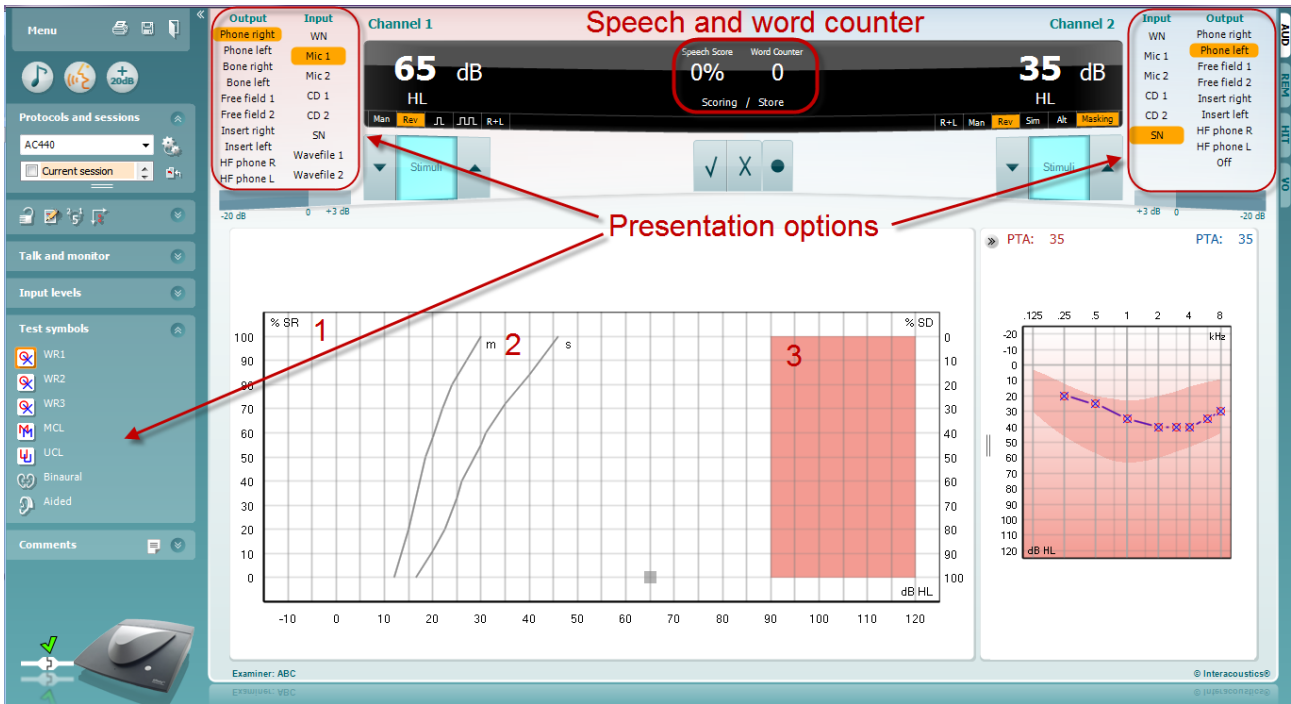 Menu
+
20dB
Protocols and sessions
AC440
Current session
Talk and monitor
Input levels
Test symbols
WR1
WR2
WR3
MCL
UCL
Binaural
Aided
Comments
Output Input
Phone right WN
Phone left Mic 1
Bone right Mic 2
Bone left CD 1
Free field 1 CD 2
Free field 2 SN
Insert right Wavefile 1
Insert left Wavefile 2
HF phone R
HF phone L
Channel 1
Speech and word counter
Channel 2
65 dB
HL
Man Rev R+L
Speech Score Word Counter
0% 0
Scoring / Store
35 dB
HL
R+L Man Rev Sim Alt Masking
Input Output
WN Phone right
Mic 1 Phone left
Mic 2 Free field 1
CD 1 Free field 2
CD 2 Insert right
SN Insert left
HF phone R
HF phone L
Off
AUD
REM
HIT
VO
Stimuli
Stimuli
-20 dB 0 +3 dB
+3 dB 0 -20 dB
Presentation options
% SR 1
m 2 s
3
% SD
100 90 80 70 60 50 40 30 20 10 0
0 10 20 30 40 50 60 70 80 90 100
dB HL
-10 0 10 20 30 40 50 60 70 80 90 100 110 120
PTA: 35
PTA: 35
.125 .25 .5 1 2 4 8
kHz
-20 -10 0 10 20 30 40 50 60 70 80 90 100 110 120
dB HL
Examiner: ABC
© Interacoustics®